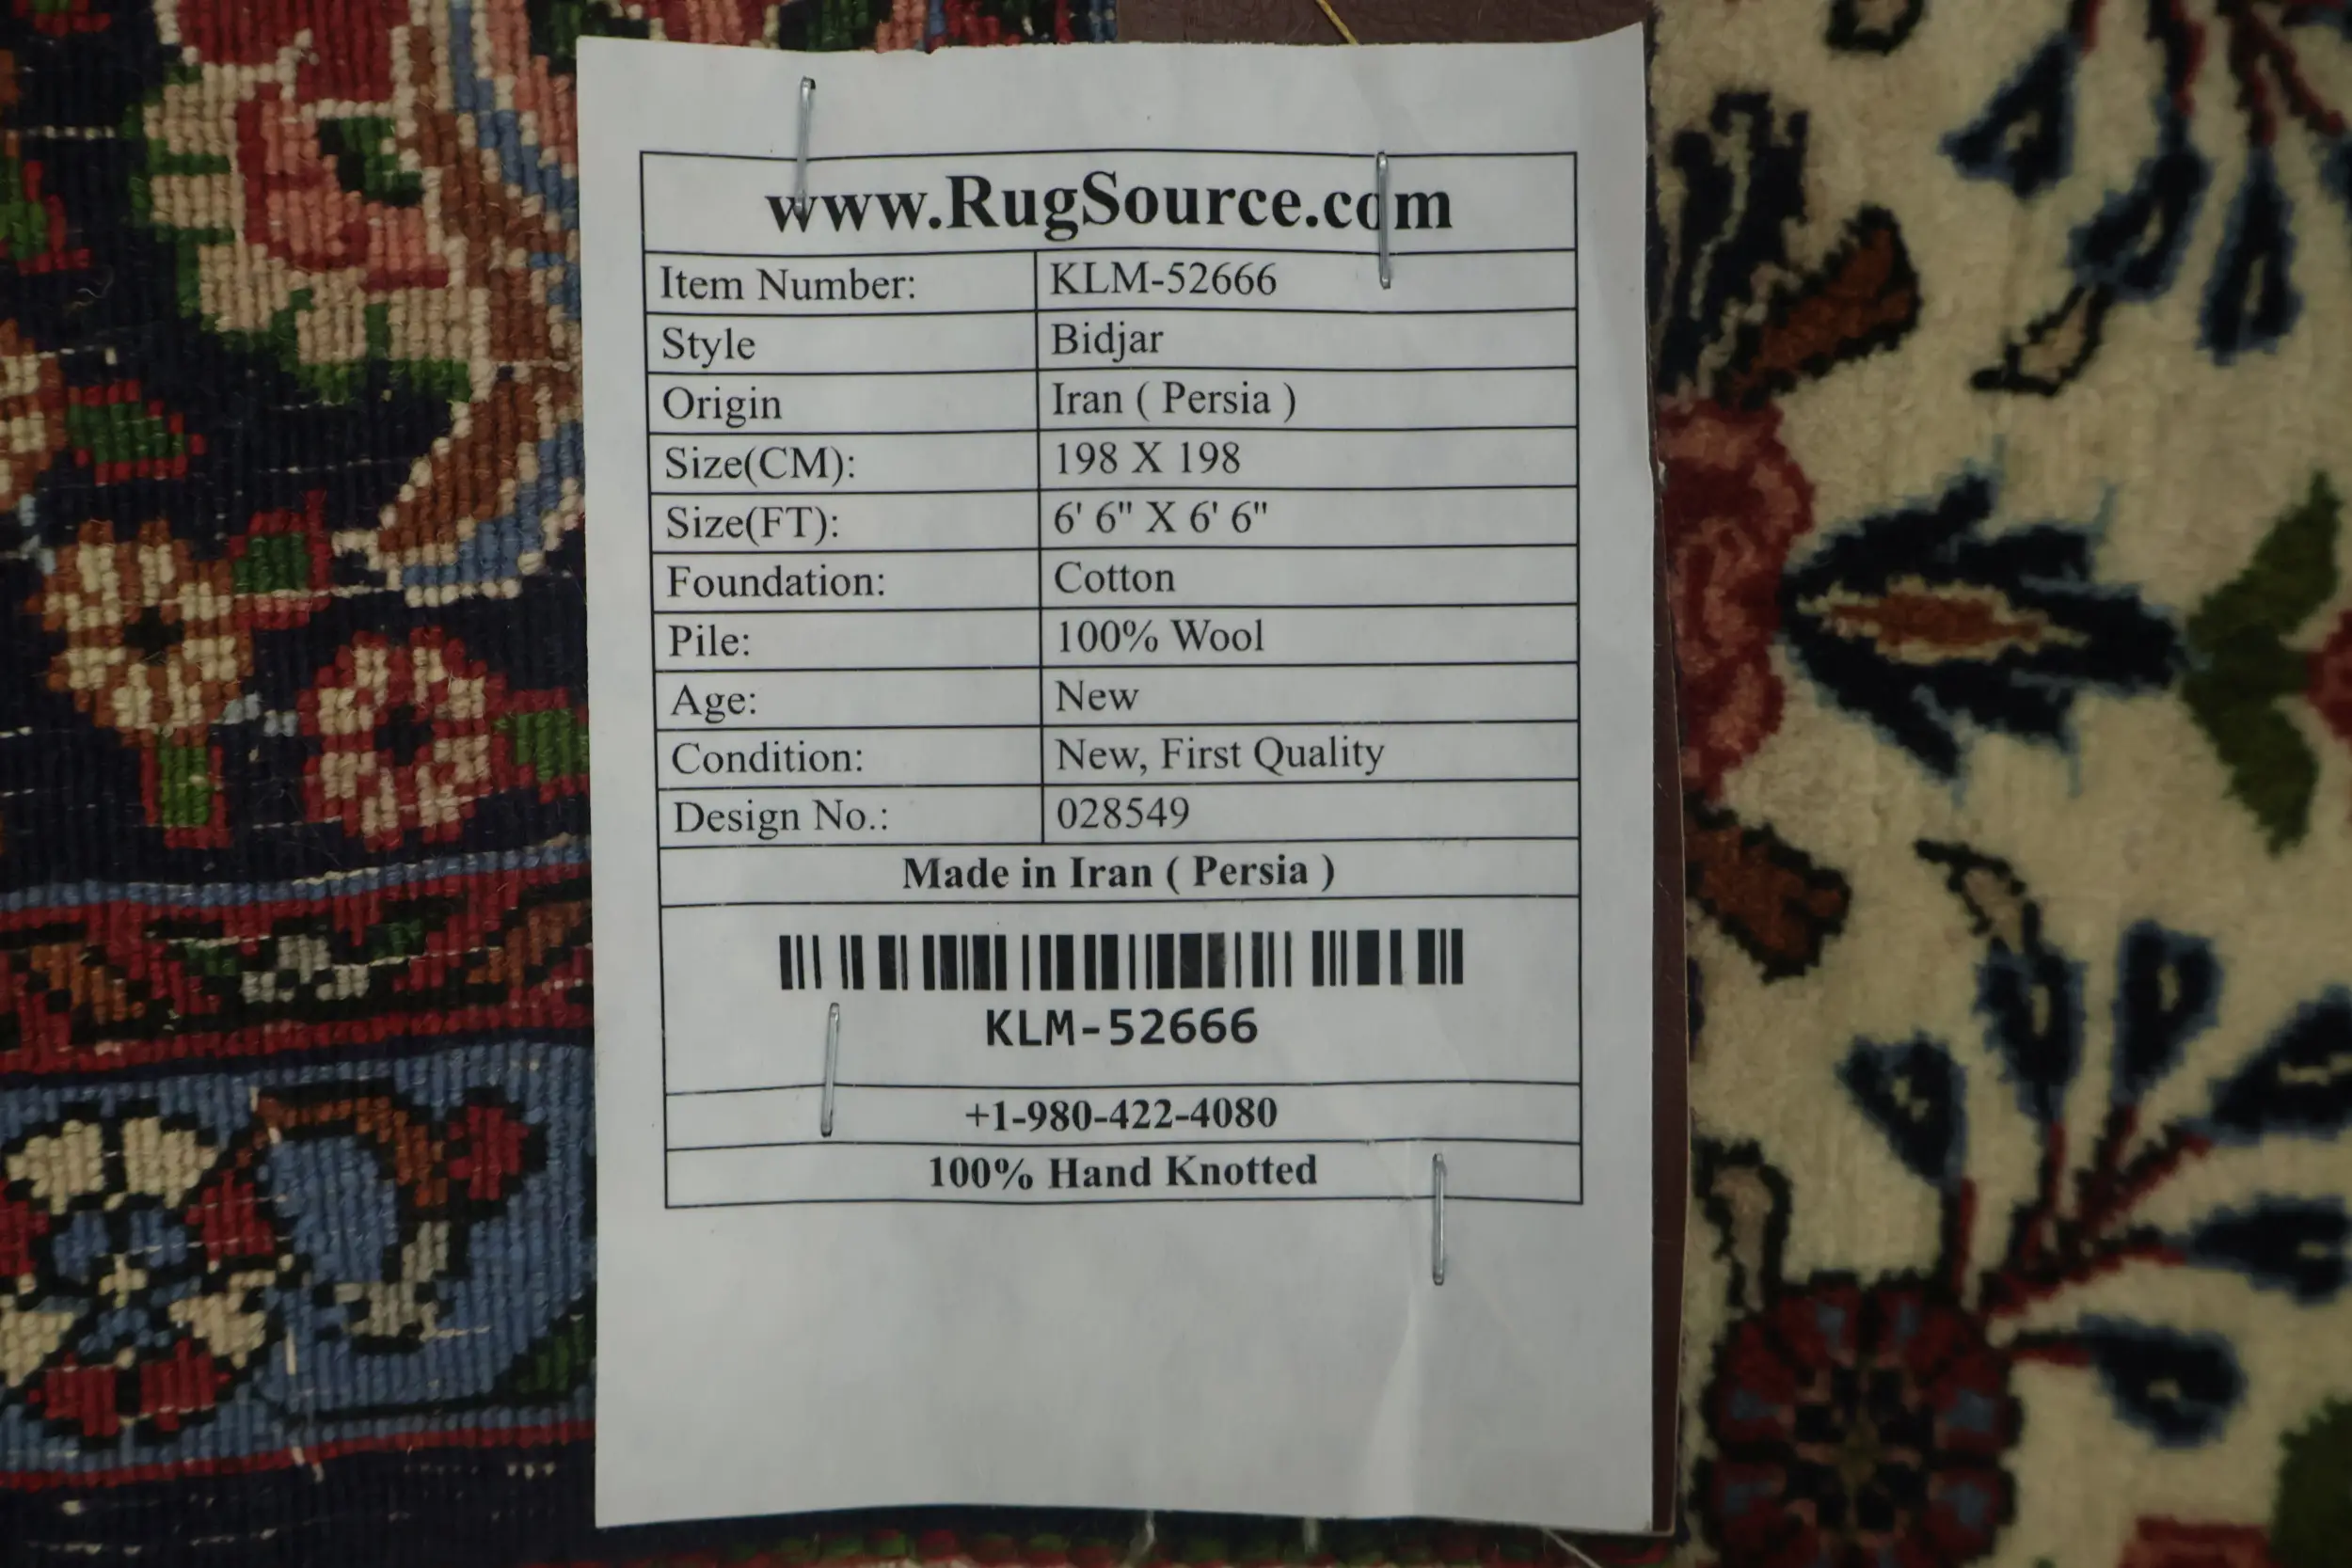 www.RugSource.com
Item Number: KLM-52666
Style Bidjar
Origin Iran ( Persia )
Size(CM): 198 X 198
Size(FT): 6' 6" X 6' 6"
Foundation: Cotton
Pile: 100% Wool
Age: New
Condition: New, First Quality
Design No.: 028549
Made in Iran ( Persia )
KLM-52666
+1-980-422-4080
100% Hand Knotted